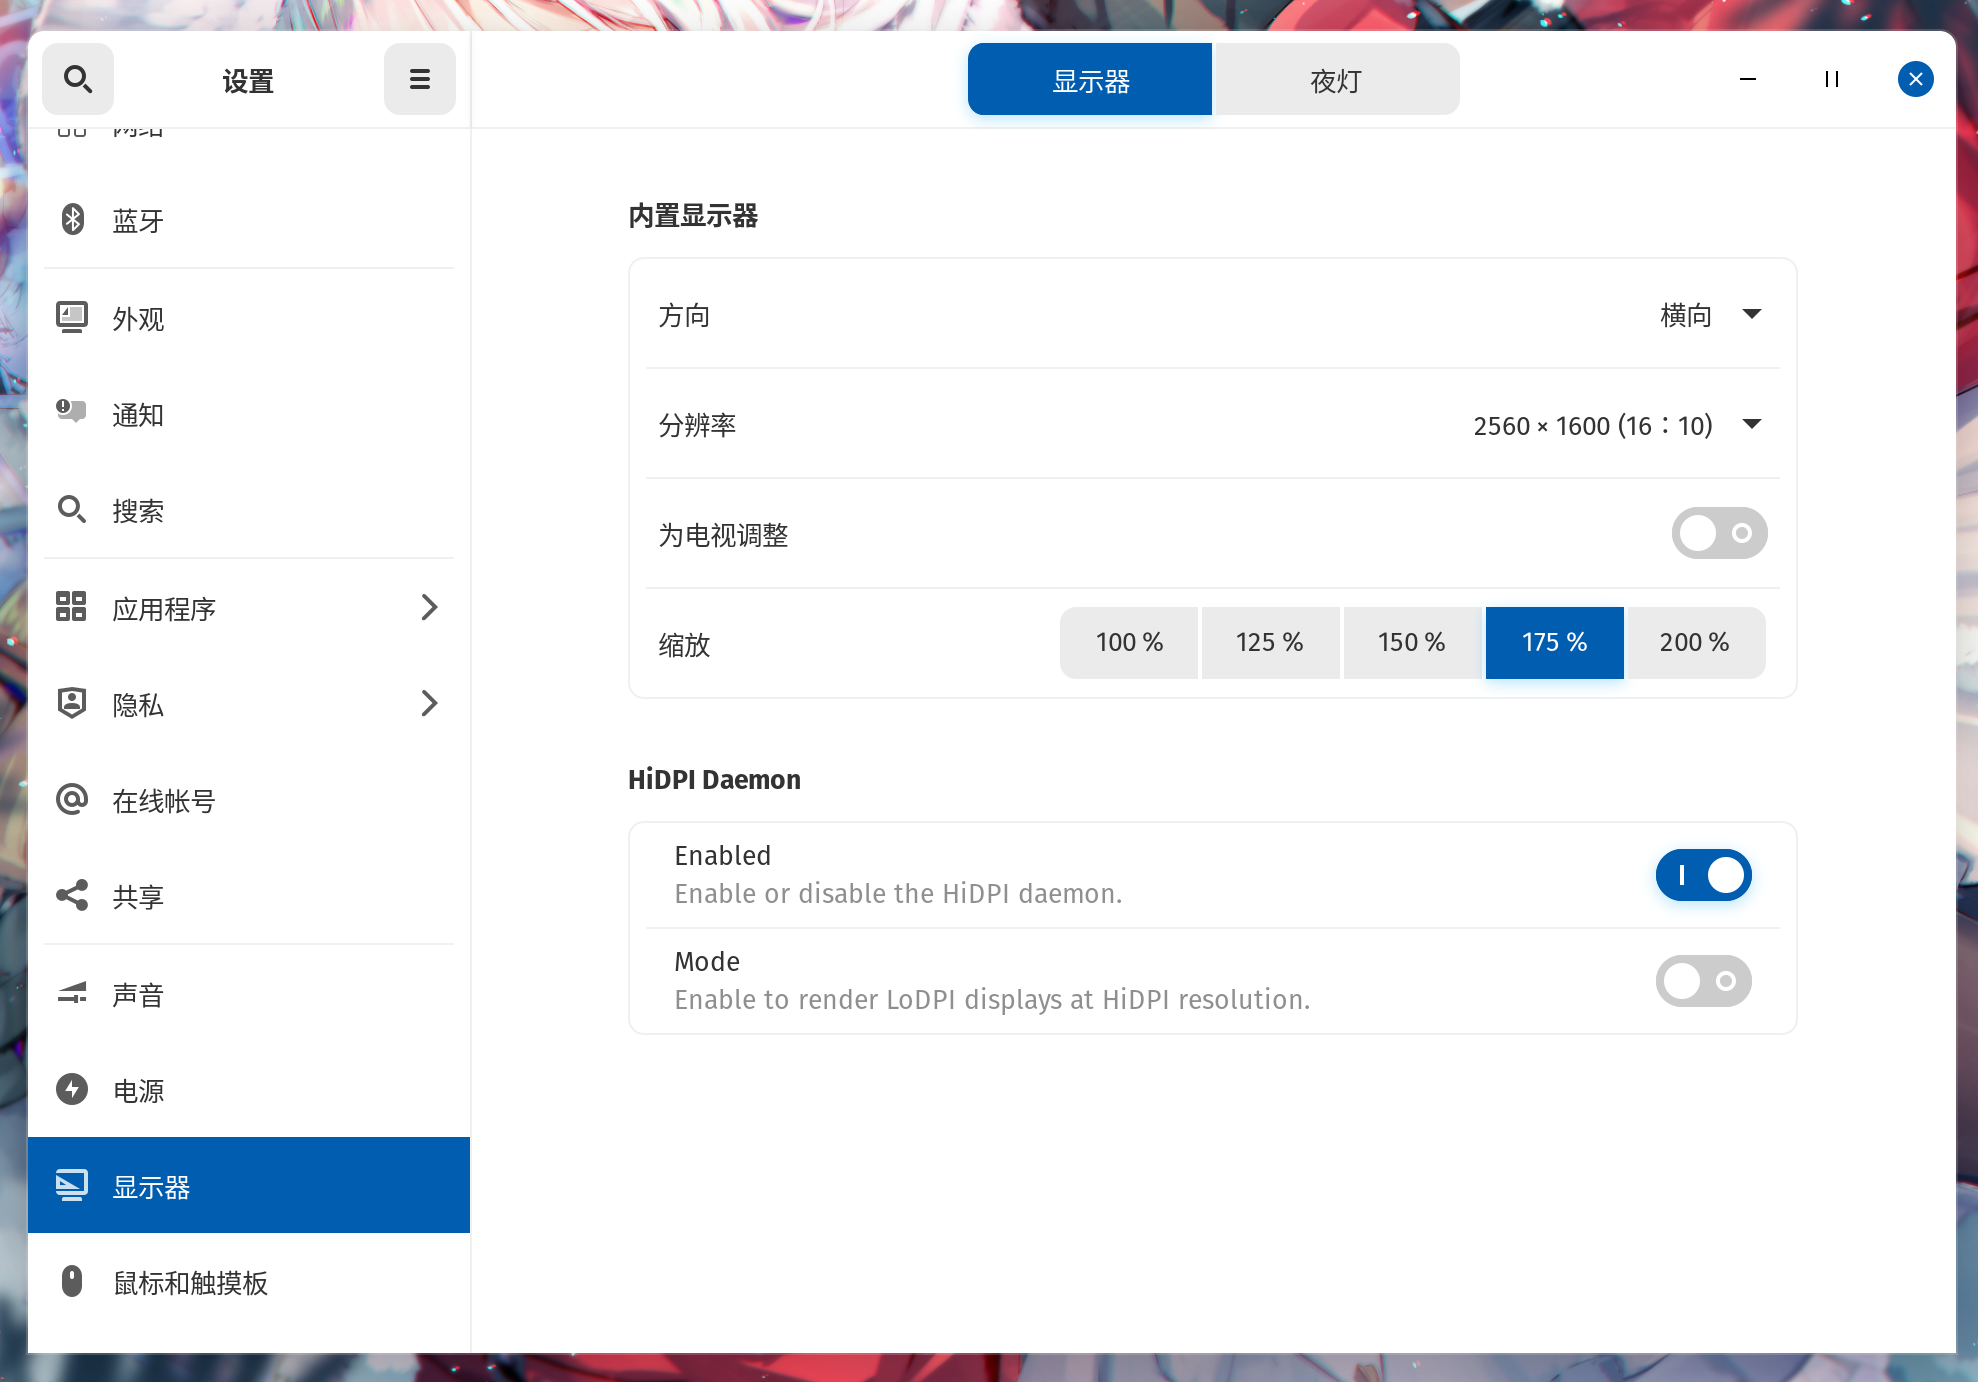 设置
显示器
夜灯
网络
蓝牙
外观
通知
搜索
应用程序
隐私
在线帐号
共享
声音
电源
显示器
鼠标和触摸板
内置显示器
方向
横向
分辨率
2560 × 1600 (16：10)
为电视调整
缩放
100 %
125 %
150 %
175 %
200 %
HiDPI Daemon
Enabled
Enable or disable the HiDPI daemon.
Mode
Enable to render LoDPI displays at HiDPI resolution.